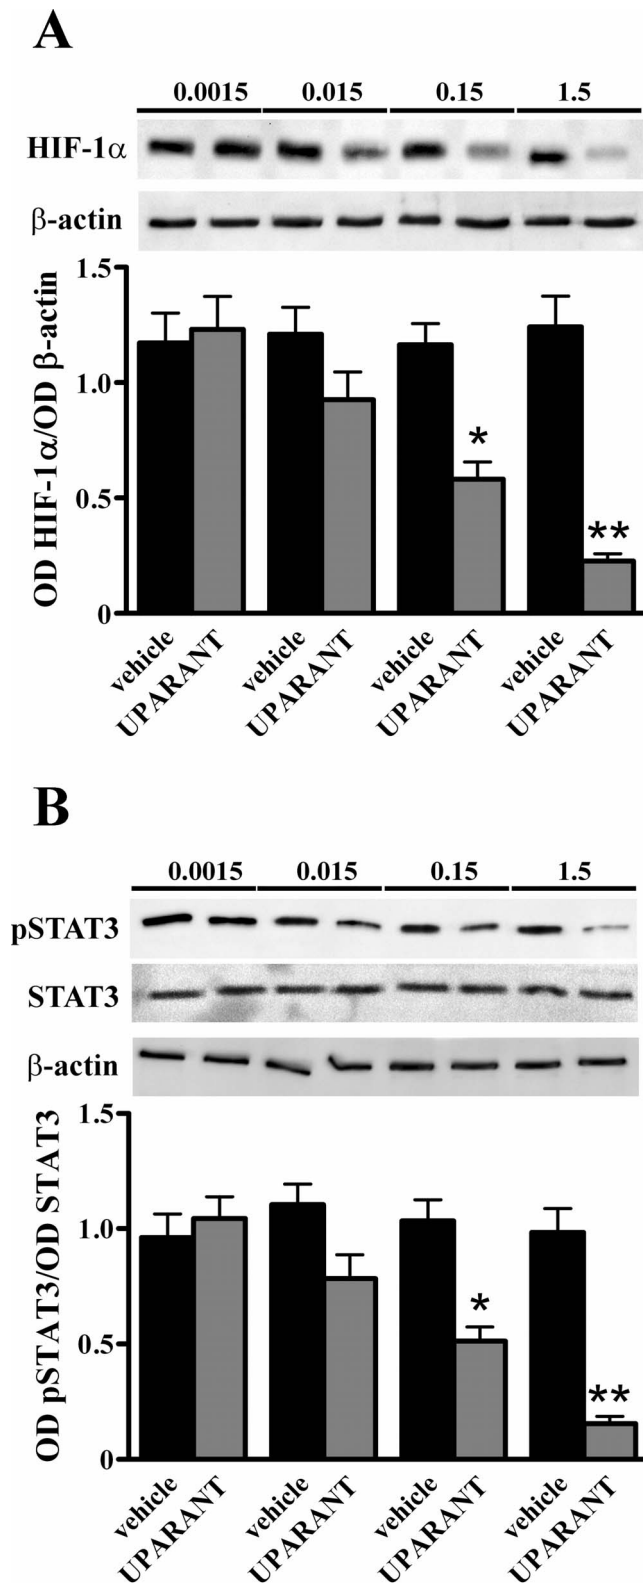 A
0.0015 0.015 0.15 1.5
HIF-1α
β-actin
OD HIF-1α/OD β-actin
1.5
1.0
0.5
0
*
**
vehicle UPARANT vehicle UPARANT vehicle UPARANT vehicle UPARANT
B
0.0015 0.015 0.15 1.5
pSTAT3
STAT3
β-actin
OD pSTAT3/OD STAT3
1.5
1.0
0.5
0
*
**
vehicle UPARANT vehicle UPARANT vehicle UPARANT vehicle UPARANT